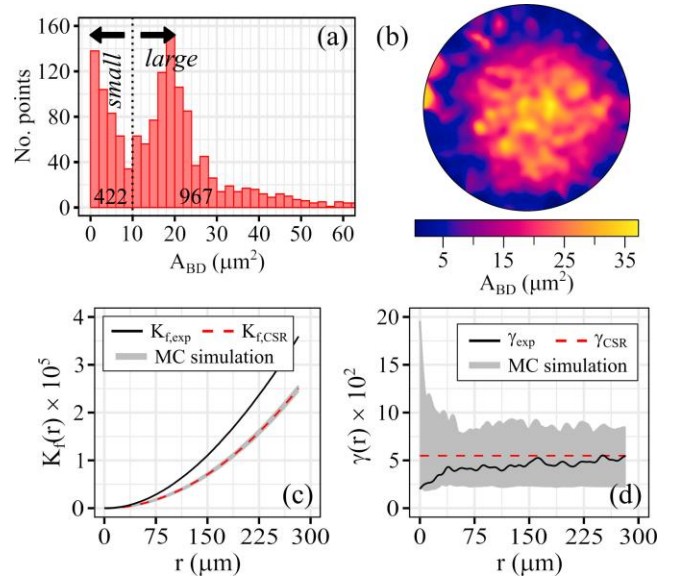 (a)
small
large
422
967
No. points
160
120
80
40
0
0 10 20 30 40 50 60
A_BD (μm²)
(b)
5 15 25 35
A_BD (μm²)
K_f,exp K_f,CSR
MC simulation
(c)
K_f(r) × 10⁵
4
3
2
1
0
0 75 150 225 300
r (μm)
γ_exp γ_CSR
MC simulation
(d)
γ(r) × 10²
20
15
10
5
0
0 75 150 225 300
r (μm)